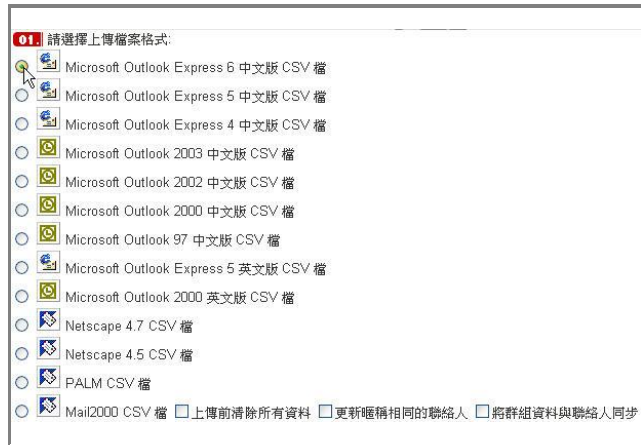 01. 請選擇上傳檔案格式:
Microsoft Outlook Express 6 中文版 CSV 檔
Microsoft Outlook Express 5 中文版 CSV 檔
Microsoft Outlook Express 4 中文版 CSV 檔
Microsoft Outlook 2003 中文版 CSV 檔
Microsoft Outlook 2002 中文版 CSV 檔
Microsoft Outlook 2000 中文版 CSV 檔
Microsoft Outlook 97 中文版 CSV 檔
Microsoft Outlook Express 5 英文版 CSV 檔
Microsoft Outlook 2000 英文版 CSV 檔
Netscape 4.7 CSV 檔
Netscape 4.5 CSV 檔
PALM CSV 檔
Mail2000 CSV 檔 上傳前清除所有資料 更新暱稱相同的聯絡人 將群組資料與聯絡人同步